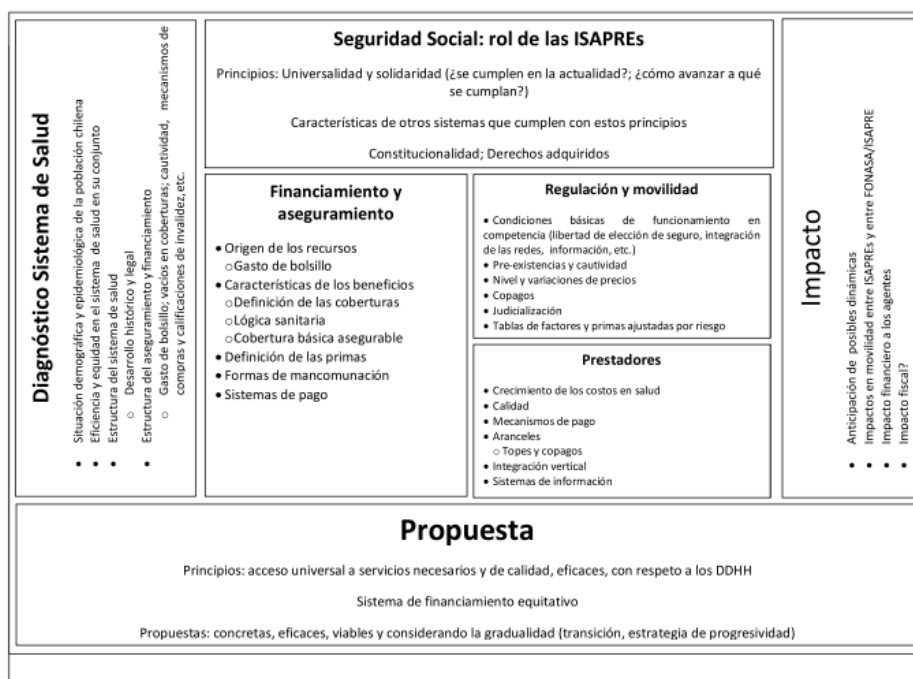 Diagnóstico Sistema de Salud
• Situación demográfica y epidemiológica de la población chilena
• Eficiencia y equidad en el sistema de salud en su conjunto
• Estructura del sistema de salud
○ Desarrollo histórico y legal
• Estructura del aseguramiento y financiamiento
○ Gasto de bolsillo; vacíos en coberturas; cautividad, mecanismos de
compras y calificaciones de invalidez, etc.
Seguridad Social: rol de las ISAPREs
Principios: Universalidad y solidaridad (¿se cumplen en la actualidad?; ¿cómo avanzar a qué
se cumplan?)
Características de otros sistemas que cumplen con estos principios
Constitucionalidad; Derechos adquiridos
Financiamiento y
aseguramiento
• Origen de los recursos
○ Gasto de bolsillo
• Características de los beneficios
○ Definición de las coberturas
○ Lógica sanitaria
○ Cobertura básica asegurable
• Definición de las primas
• Formas de mancomunación
• Sistemas de pago
Regulación y movilidad
• Condiciones básicas de funcionamiento en
competencia (libertad de elección de seguro, integración
de las redes, información, etc.)
• Pre-existencias y cautividad
• Nivel y variaciones de precios
• Copagos
• Judicialización
• Tablas de factores y primas ajustadas por riesgo
Prestadores
• Crecimiento de los costos en salud
• Calidad
• Mecanismos de pago
• Aranceles
○ Topes y copagos
• Integración vertical
• Sistemas de información
Impacto
• Anticipación de posibles dinámicas
• Impactos en movilidad entre ISAPREs y entre FONASA/ISAPRE
• Impacto financiero a los agentes
• Impacto fiscal?
Propuesta
Principios: acceso universal a servicios necesarios y de calidad, eficaces, con respeto a los DDHH
Sistema de financiamiento equitativo
Propuestas: concretas, eficaces, viables y considerando la gradualidad (transición, estrategia de progresividad)